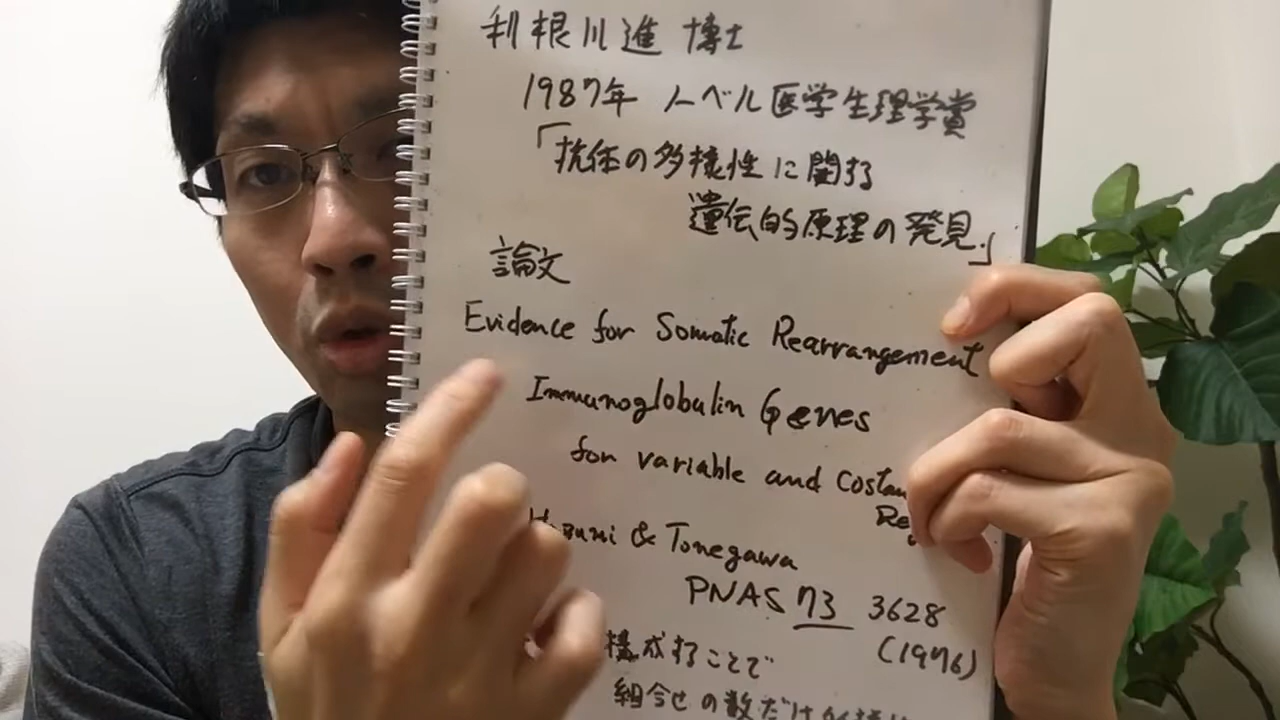 利根川進 博士
1987年 ノーベル医学生理学賞
「抗体の多様性に関する
遺伝的原理の発見.」
論文
Evidence for Somatic Rearrangement
Immunoglobulin Genes
for variable and
& Tonegawa
PNAS 73 3628
(1976)
構成することで
組合せの数だけ